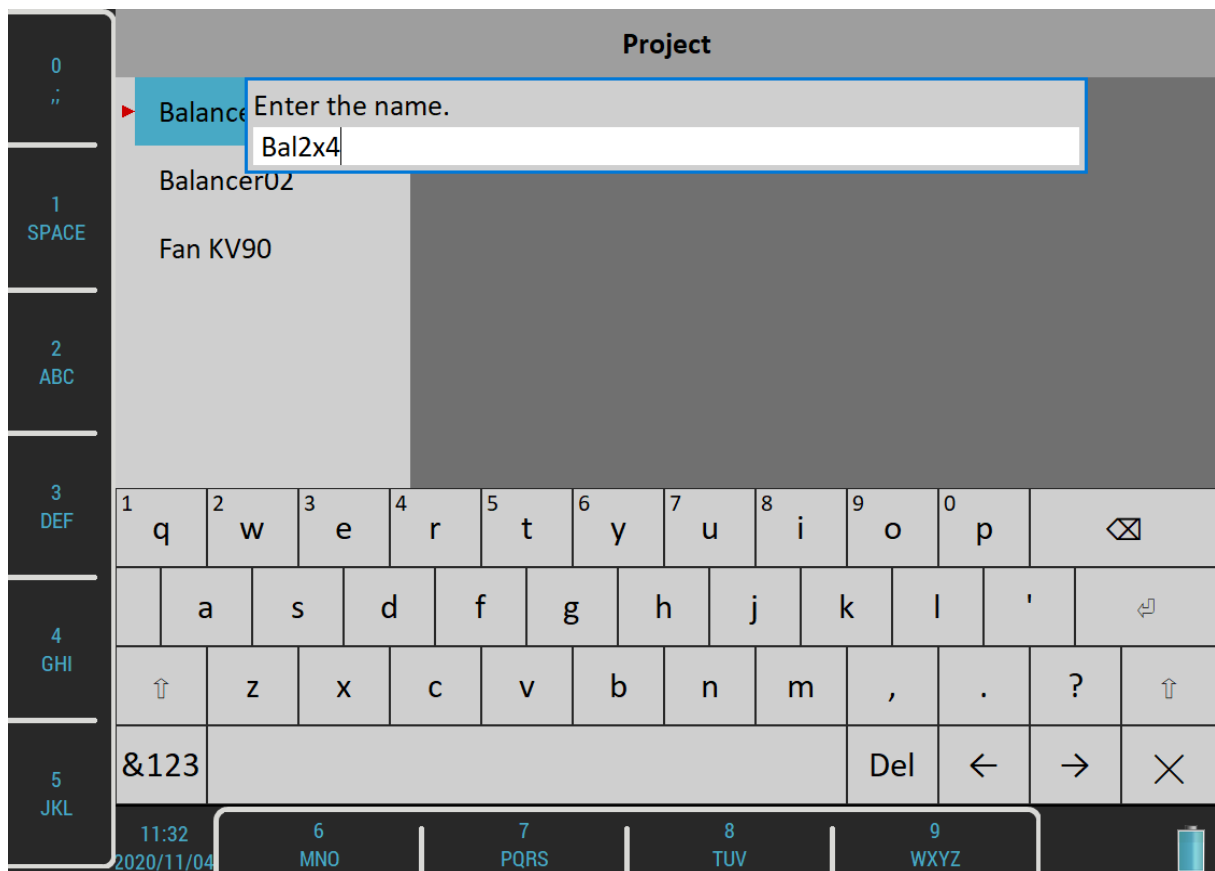 Project
0
,;
1
SPACE
2
ABC
3
DEF
4
GHI
5
JKL
Balance
Enter the name.
Bal2x4
Balancer02
Fan KV90
1 q 2 w 3 e 4 r 5 t 6 y 7 u 8 i 9 o 0 p ⌫
a s d f g h j k l ' ⏎
⇧ z x c v b n m , . ? ⇧
&123 Del ← → ×
11:32
2020/11/04
6
MNO
7
PQRS
8
TUV
9
WXYZ